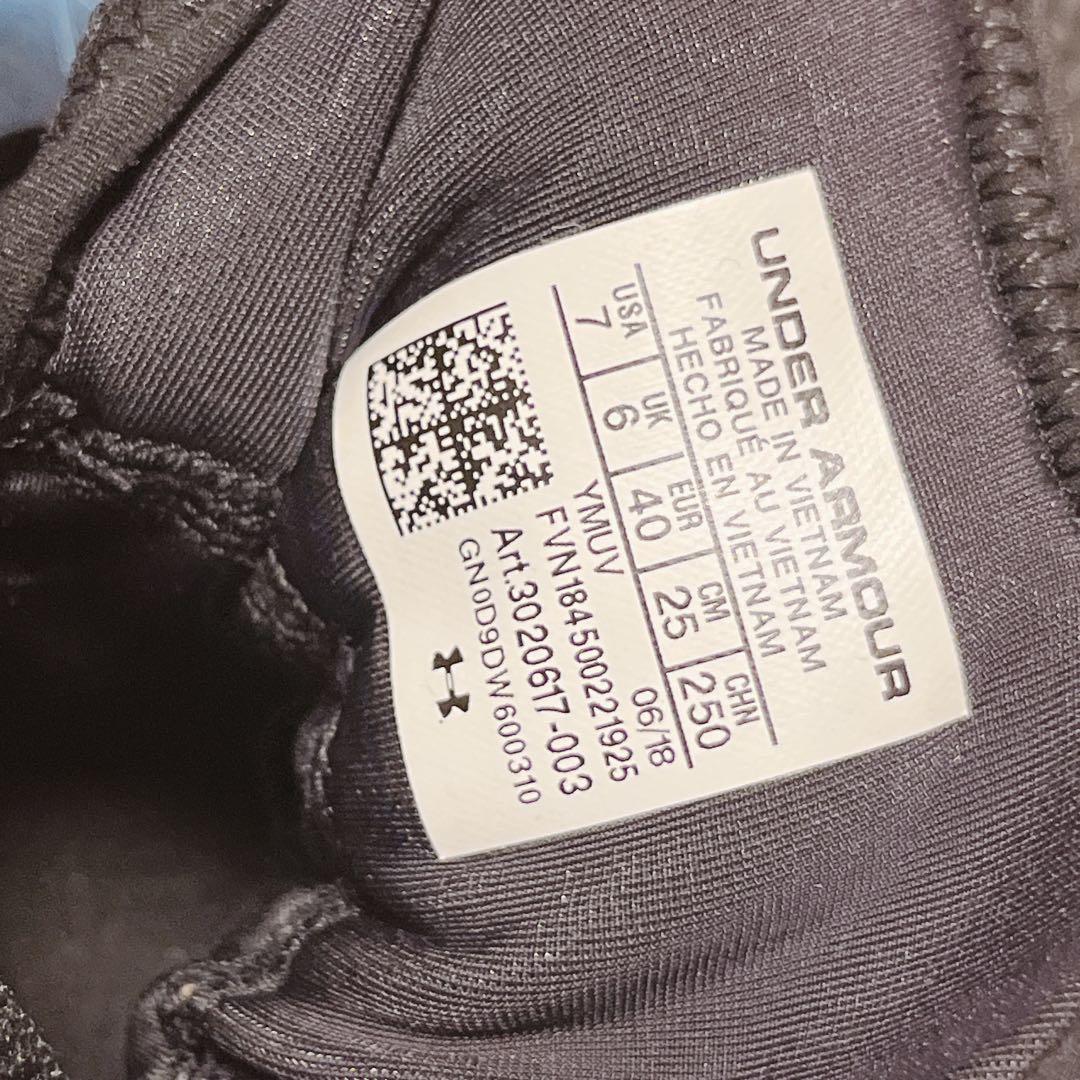 UNDER ARMOUR
MADE IN VIETNAM
FABRIQUÉ AU VIETNAM
HECHO EN VIETNAM
USA UK EUR CM CHN
7 6 40 25 250
YMUV 06/18
FVN184500221925
Art.3020617-003
GN0D9DW600310